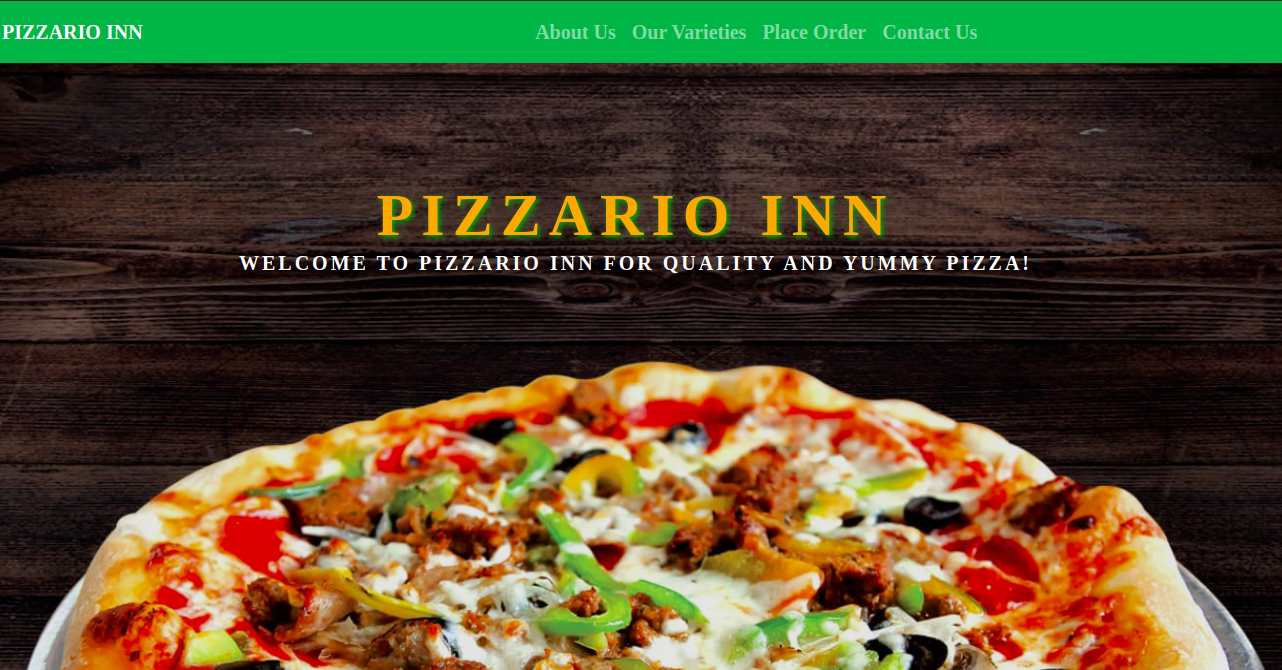 PIZZARIO INN
About Us Our Varieties Place Order Contact Us
PIZZARIO INN
WELCOME TO PIZZARIO INN FOR QUALITY AND YUMMY PIZZA!